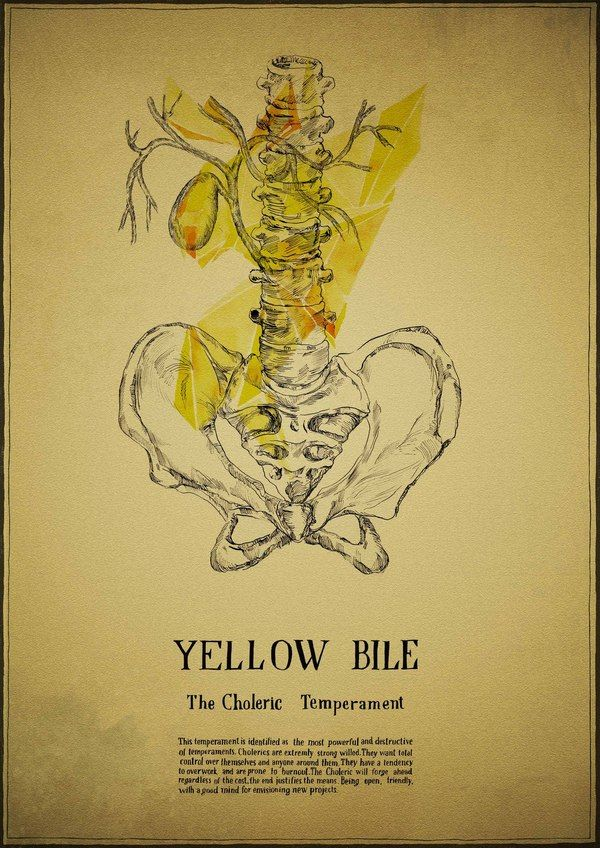 YELLOW BILE
The Choleric Temperament
This temperament is identified as the most powerful and destructive
of temperaments. Cholerics are extremly strong willed. They want total
control over themselves and anyone around them. They have a tendency
to overwork, and are prone to burnout. The Choleric will forge ahead
regardless of the cost, the end justifies the means. Being open, friendly,
with a good mind for envisioning new projects.